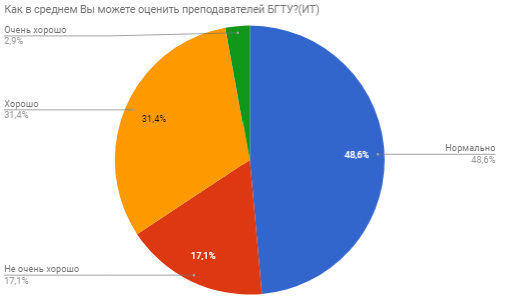 Как в среднем Вы можете оценить преподавателей БГТУ?(ИТ)
Очень хорошо
2,9%
Хорошо
31,4%
31,4%
48,6%
Нормально
48,6%
17,1%
Не очень хорошо
17,1%